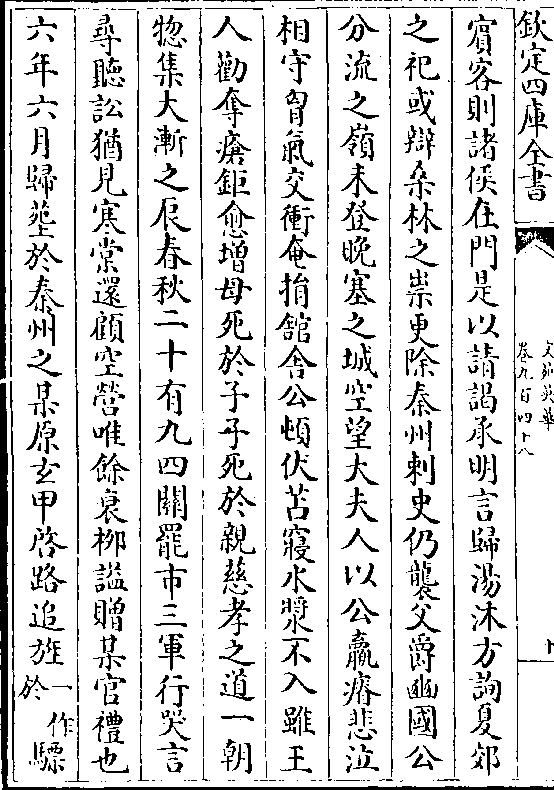 欽定四庫全書
文苑英華
卷九百四十八
賔客則諸侯在門是以請謁承明言歸湯沐方詢夏郊
之祀或辯桑林之祟更除秦州刺史仍襲父爵豳國公
分流之嶺未登晚塞之城空望大夫人以公羸瘠悲泣
相守胷氣交衝奄捐舘舎公頓伏苫寢水漿不入雖王
人勸奪瘡鉅愈增母死於子子死於親慈孝之道一朝
惣集大漸之辰春秋二十有九四闗罷市三軍行哭言
尋聽訟猶見寒棠還顧空營唯餘衰栁謚贈某官禮也
六年六月歸葬於秦州之某原玄甲啓路追旌一作於驃